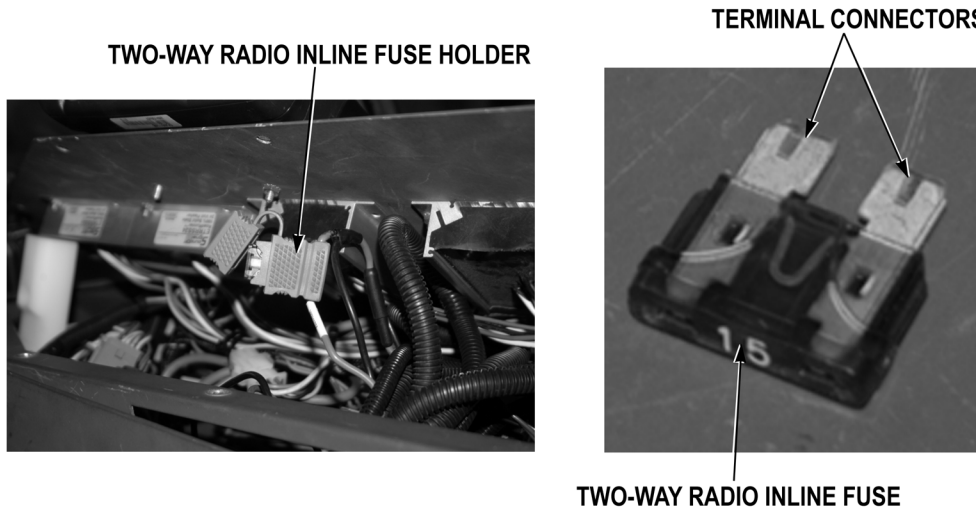 TERMINAL CONNECTORS
TWO-WAY RADIO INLINE FUSE HOLDER
15
TWO-WAY RADIO INLINE FUSE